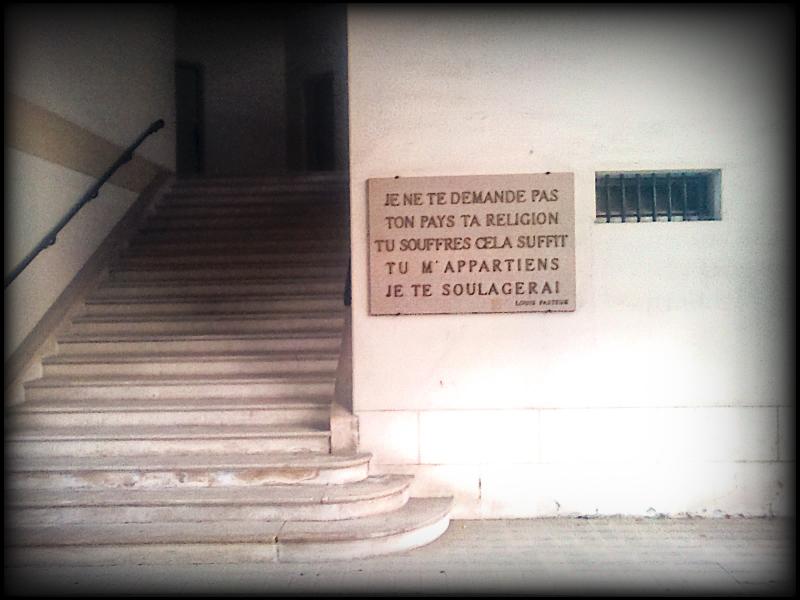 JE NE TE DEMANDE PAS
TON PAYS TA RELIGION
TU SOUFFRES CELA SUFFIT
TU M'APPARTIENS
JE TE SOULAGERAI
LOUIS PASTEUR